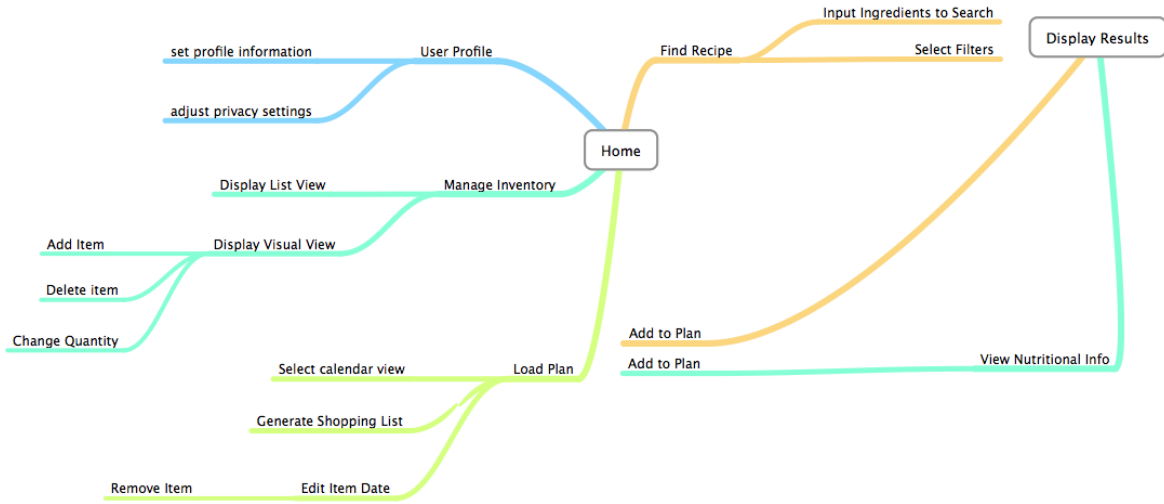 Input Ingredients to Search
Display Results
set profile information
User Profile
Find Recipe
Select Filters
adjust privacy settings
Home
Display List View
Manage Inventory
Add Item
Display Visual View
Delete item
Change Quantity
Add to Plan
Add to Plan
View Nutritional Info
Select calendar view
Load Plan
Generate Shopping List
Remove Item
Edit Item Date